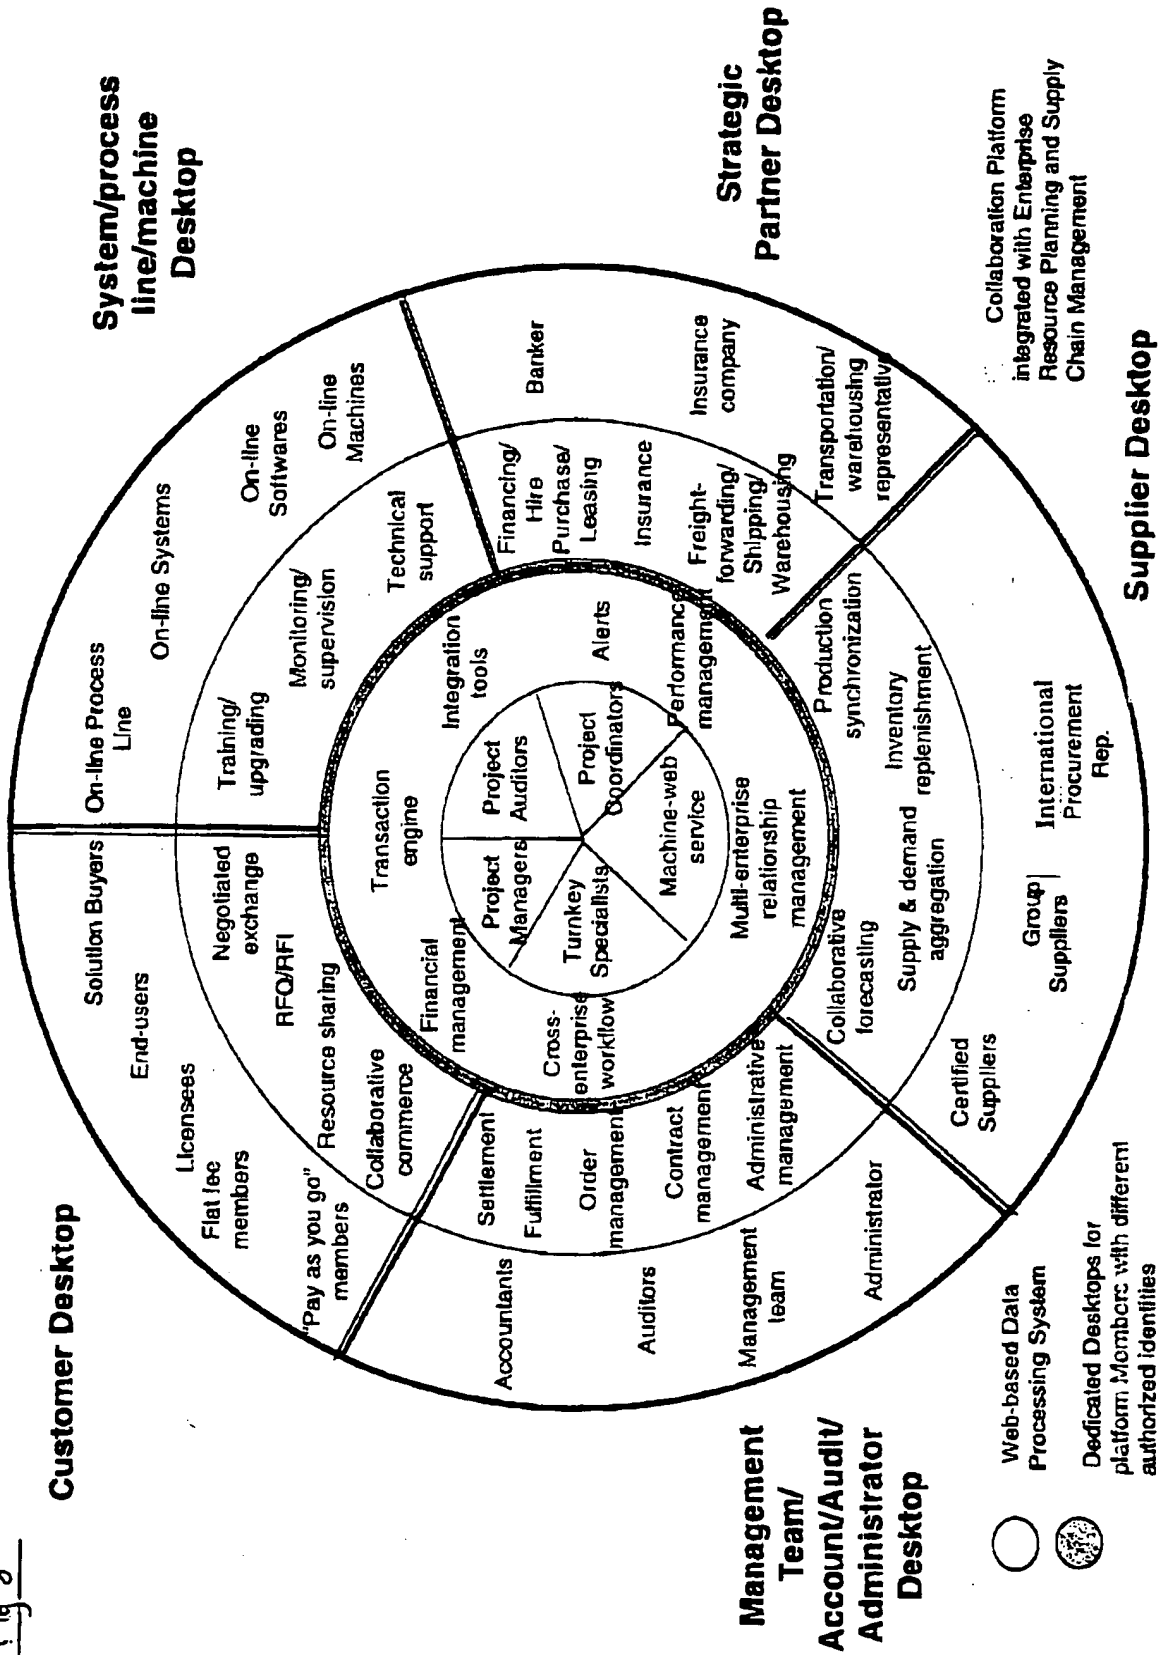 Customer Desktop
System/process
line/machine
Desktop
Strategic
Partner Desktop
Supplier Desktop
Management
Team/
Account/Audit/
Administrator
Desktop
Solution Buyers
End-users
Licensees
Flat fee
members
"Pay as you go"
members
Negotiated
exchange
RFQ/RFI
Resource sharing
Collaborative
commerce
On-line Process
Line
On-line Systems
On-line
Softwares
On-line
Machines
Training/
upgrading
Monitoring/
supervision
Technical
support
Banker
Insurance
company
Transportation/
warehousing
representative
Financing/
Hire
Purchase/
Leasing
Insurance
Freight-
forwarding/
Shipping/
Warehousing
Production
synchronization
Inventory
replenishment
Supply & demand
aggregation
Collaborative
forecasting
International
Procurement
Rep.
Group
Suppliers
Certified
Suppliers
Settlement
Fulfillment
Order
management
Contract
management
Administrative
management
Accountants
Auditors
Management
team
Administrator
Transaction
engine
Integration
tools
Alerts
Performance
management
Multi-enterprise
relationship
management
Cross-
enterprise
workflow
Financial
management
Project
Managers
Project
Auditors
Project
Coordinators
Machine-web
service
Turnkey
Specialists
Web-based Data
Processing System
Dedicated Desktops for
platform Members with different
authorized identities
Collaboration Platform
integrated with Enterprise
Resource Planning and Supply
Chain Management